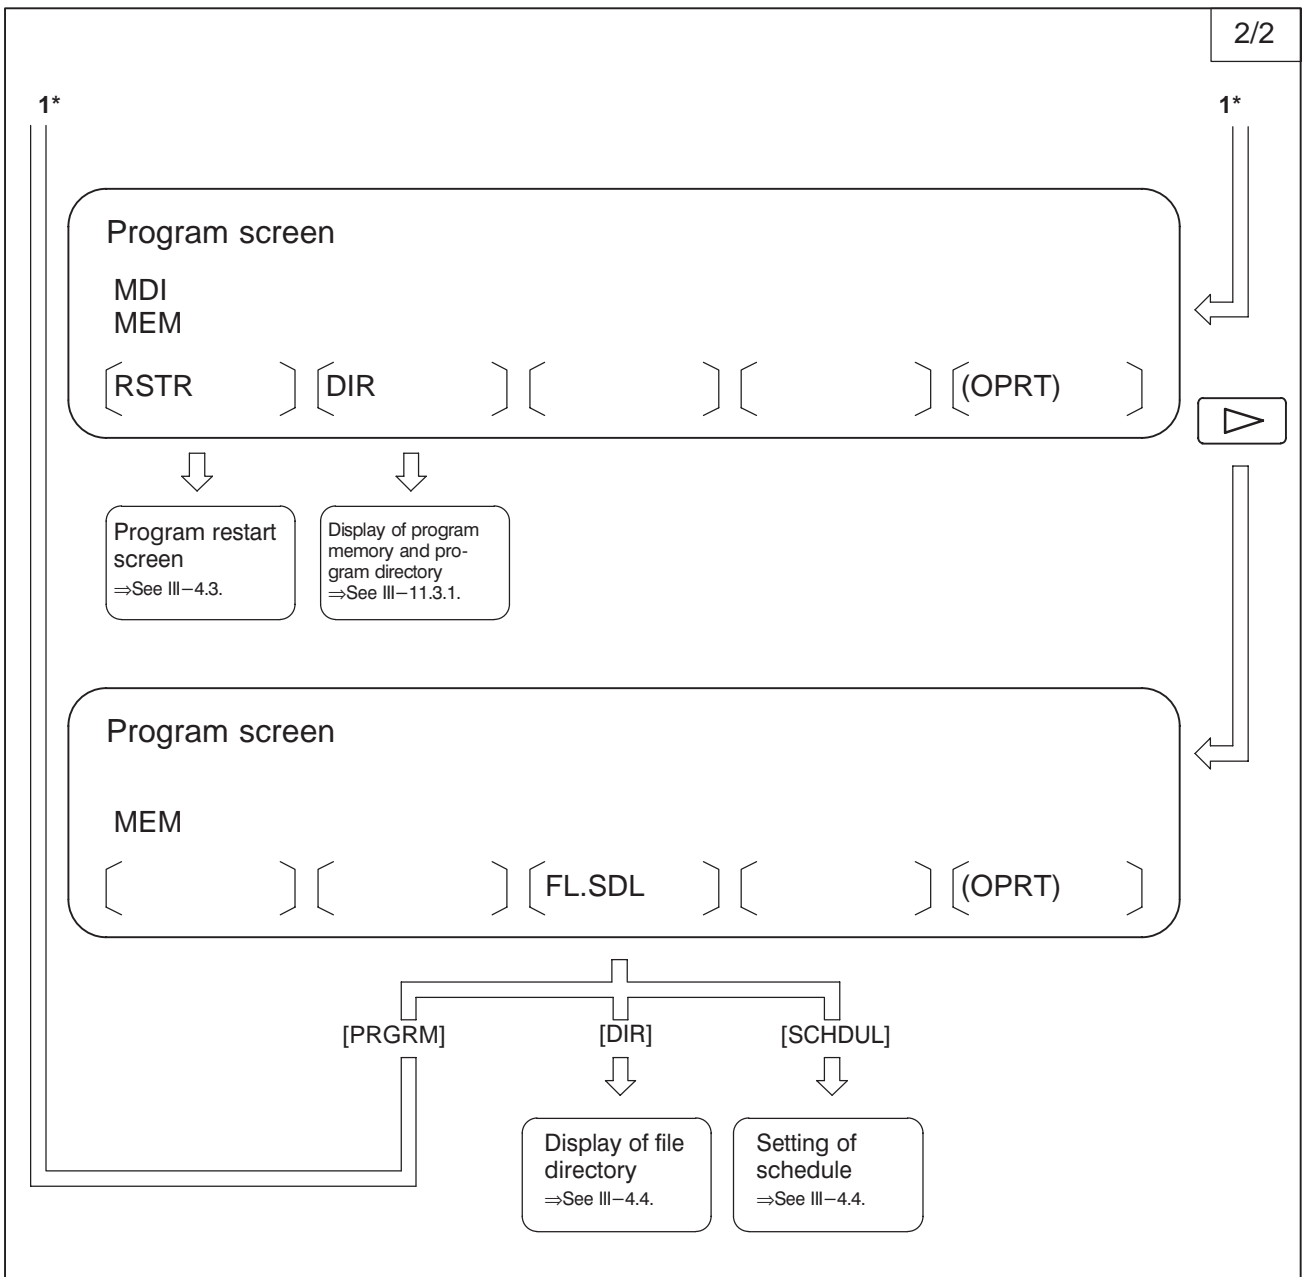 2/2
1*
1*
Program screen
MDI
MEM
RSTR DIR (OPRT)
Program restart
screen
⇒See III−4.3.
Display of program
memory and pro-
gram directory
⇒See III−11.3.1.
Program screen
MEM
FL.SDL (OPRT)
[PRGRM] [DIR] [SCHDUL]
Display of file
directory
⇒See III−4.4.
Setting of
schedule
⇒See III−4.4.